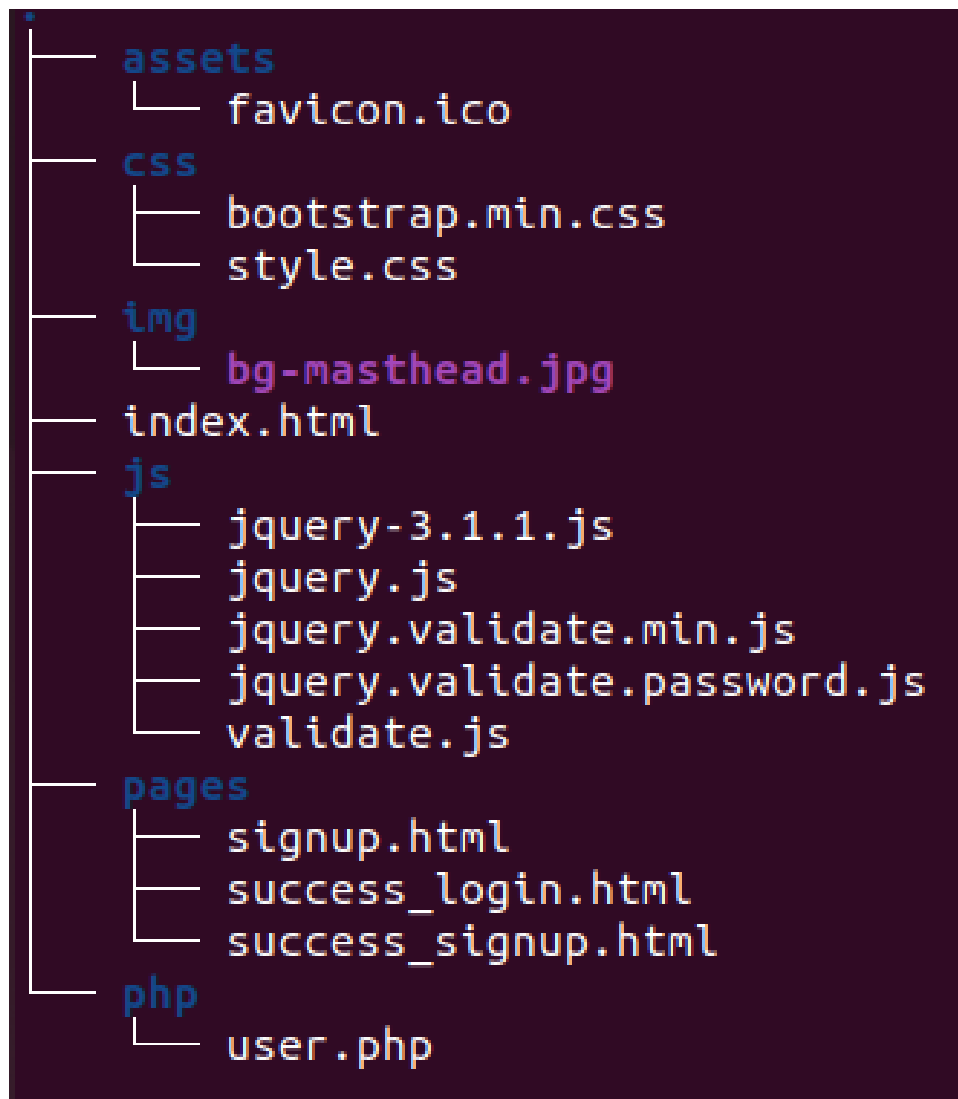 .
assets
favicon.ico
css
bootstrap.min.css
style.css
img
bg-masthead.jpg
index.html
js
jquery-3.1.1.js
jquery.js
jquery.validate.min.js
jquery.validate.password.js
validate.js
pages
signup.html
success_login.html
success_signup.html
php
user.php